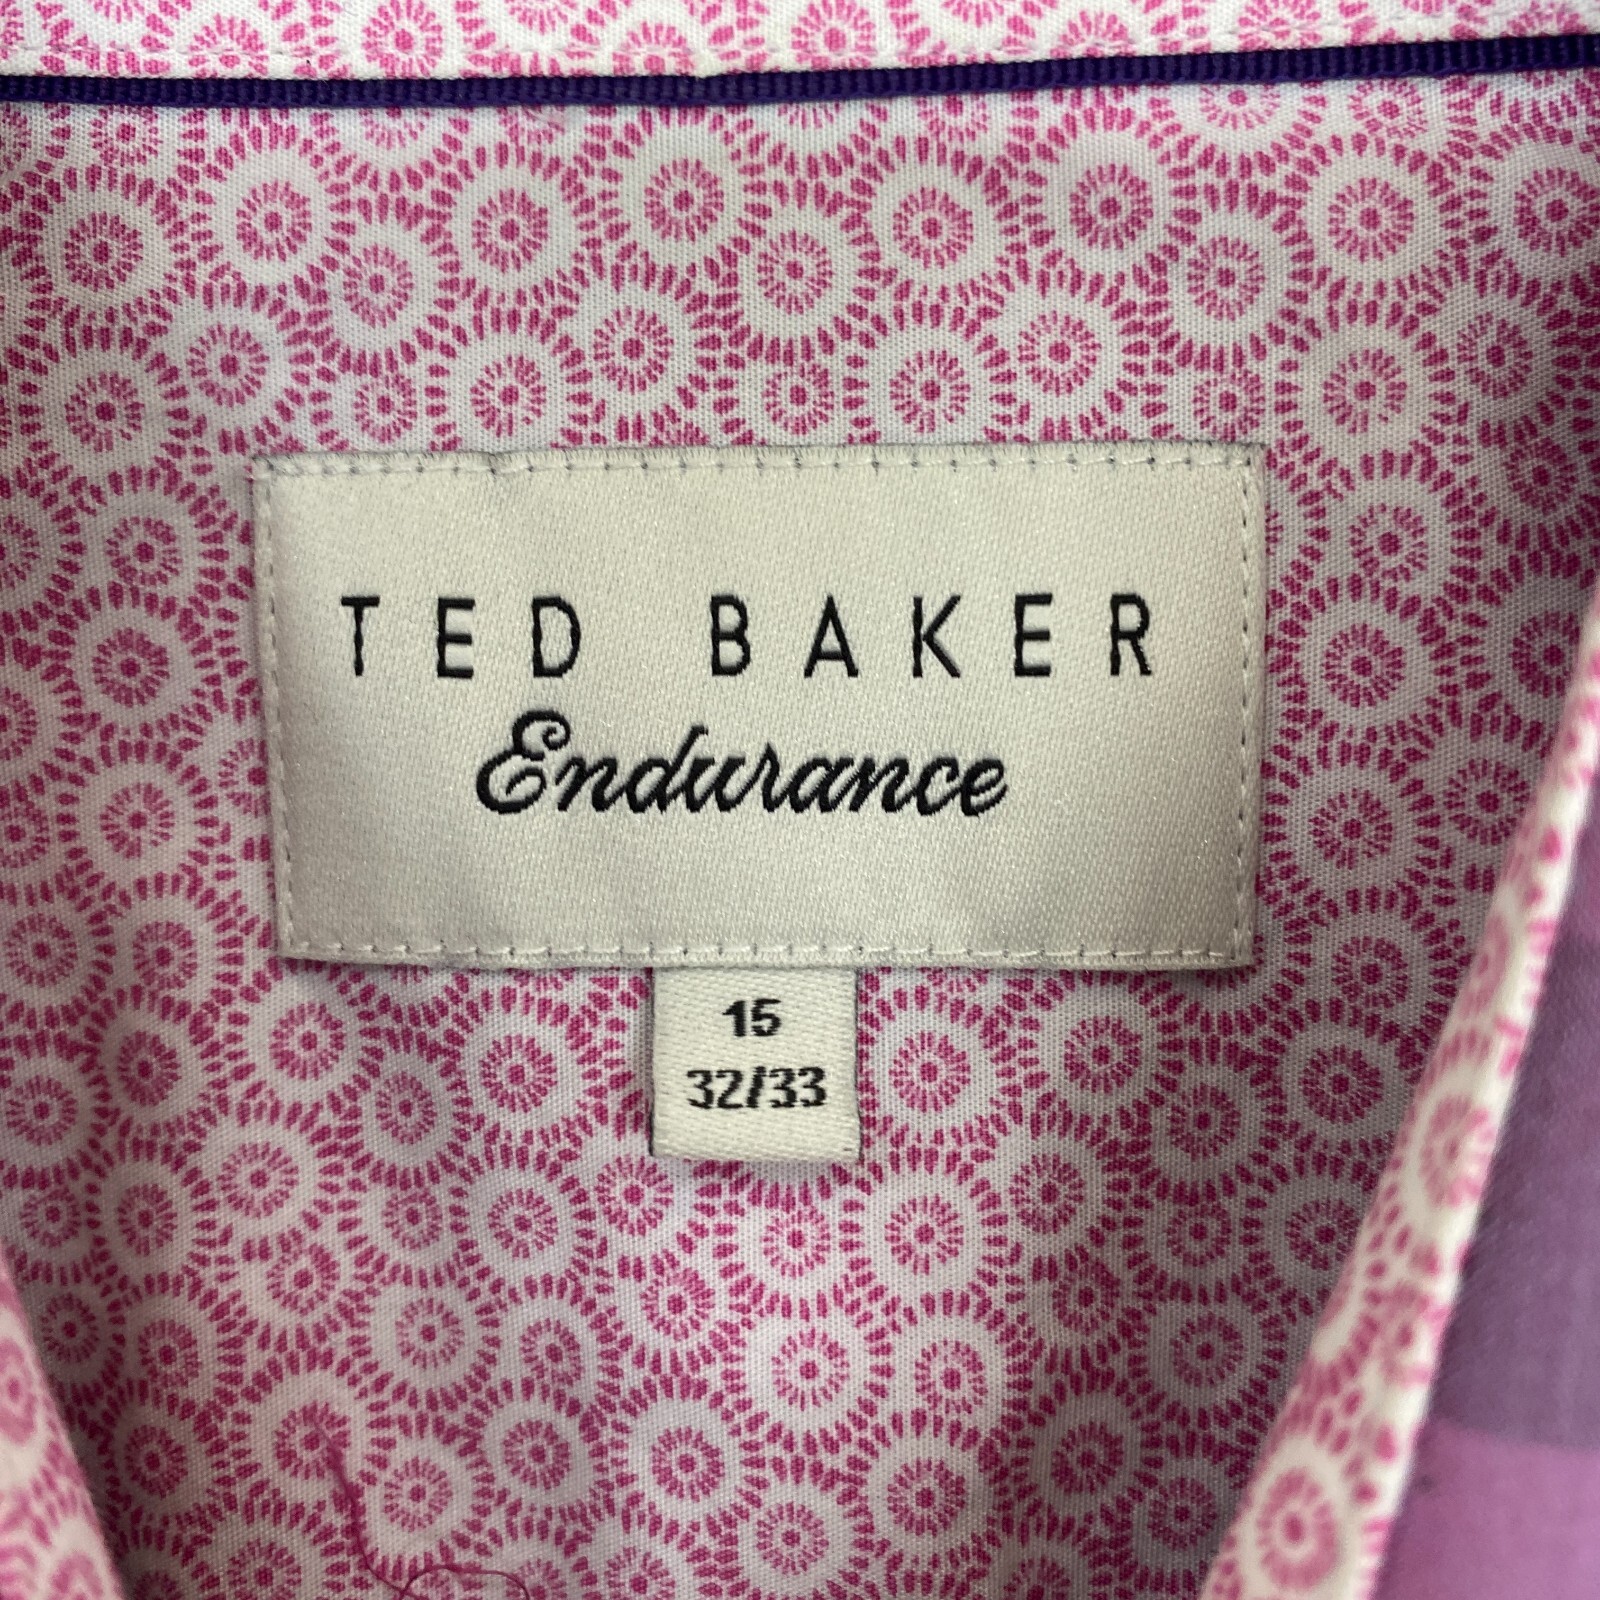 TED BAKER
Endurance
15
32/33